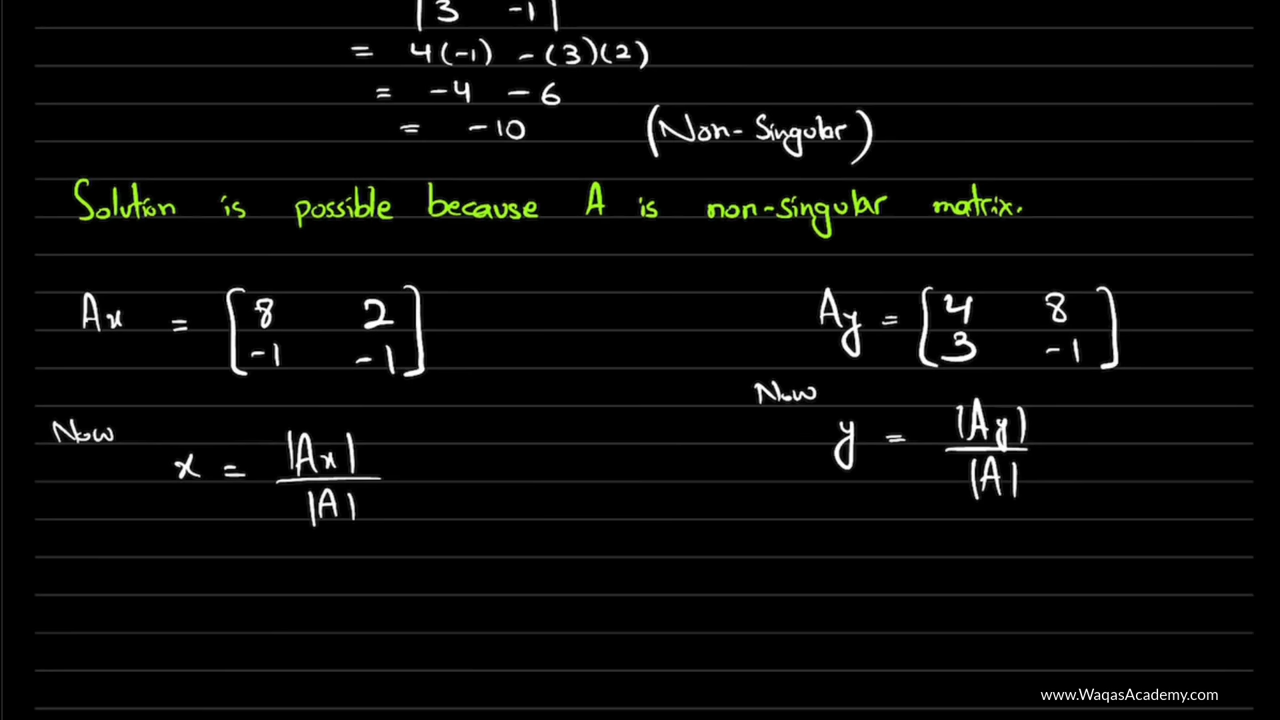 |3 -1|
= 4(-1) - (3)(2)
= -4 - 6
= -10 (Non-Singular)
Solution is possible because A is non-singular matrix.
Ax = [8 2
-1 -1]
Now
x = |Ax|
|A|
Ay = [4 8
3 -1]
Now
y = |Ay|
|A|
www.WaqasAcademy.com